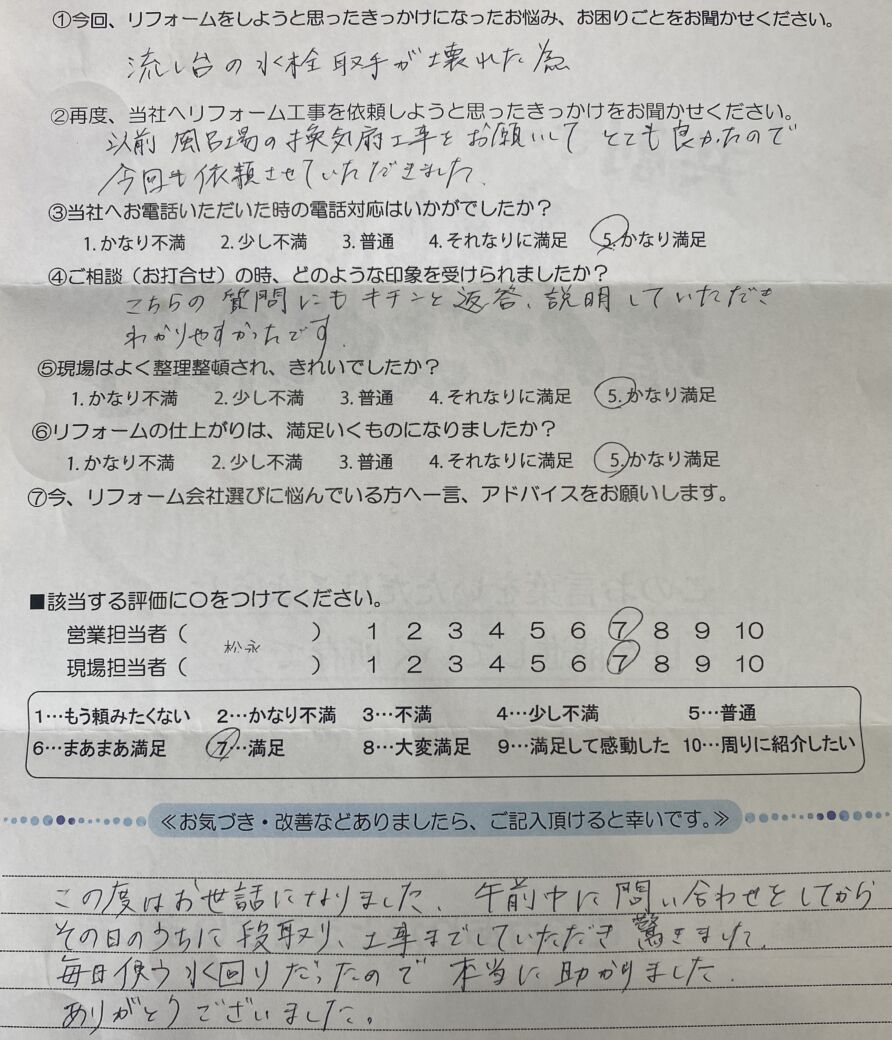 ①今回、リフォームをしようと思ったきっかけになったお悩み、お困りごとをお聞かせください。
流し台の水栓取手が壊れた為
②再度、当社へリフォーム工事を依頼しようと思ったきっかけをお聞かせください。
以前 風呂場の換気扇工事をお願いして とても良かったので
今回も依頼させていただきました.
③当社へお電話いただいた時の電話対応はいかがでしたか？
1.かなり不満 2.少し不満 3.普通 4.それなりに満足 5.かなり満足
④ご相談（お打合せ）の時、どのような印象を受けられましたか？
こちらの質問にもキチンと返答、説明していただき
わかりやすかったです.
⑤現場はよく整理整頓され、きれいでしたか？
1.かなり不満 2.少し不満 3.普通 4.それなりに満足 5.かなり満足
⑥リフォームの仕上がりは、満足いくものになりましたか？
1.かなり不満 2.少し不満 3.普通 4.それなりに満足 5.かなり満足
⑦今、リフォーム会社選びに悩んでいる方へ一言、アドバイスをお願いします。
■該当する評価に○をつけてください。
営業担当者（ ） 1 2 3 4 5 6 7 8 9 10
松永
現場担当者（ ） 1 2 3 4 5 6 7 8 9 10
1…もう頼みたくない 2…かなり不満 3…不満 4…少し不満 5…普通
6…まあまあ満足 7…満足 8…大変満足 9…満足して感動した 10…周りに紹介したい
≪お気づき・改善などありましたら、ご記入頂けると幸いです。≫
この度はお世話になりました. 午前中に問い合わせをしてから
その日のうちに段取り、工事までしていただき驚きました.
毎日使う水回りだったので 本当に助かりました.
ありがとうございました。